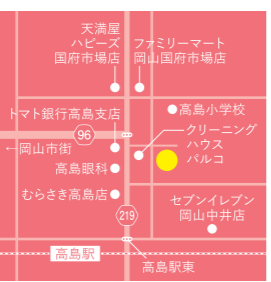 天満屋
ハピーズ
国府市場店
ファミリーマート
岡山国府市場店
トマト銀行高島支店
高島小学校
96
クリーニング
ハウス
パルコ
←岡山市街
高島眼科
むらさき高島店
セブンイレブン
岡山中井店
219
高島駅
高島駅東